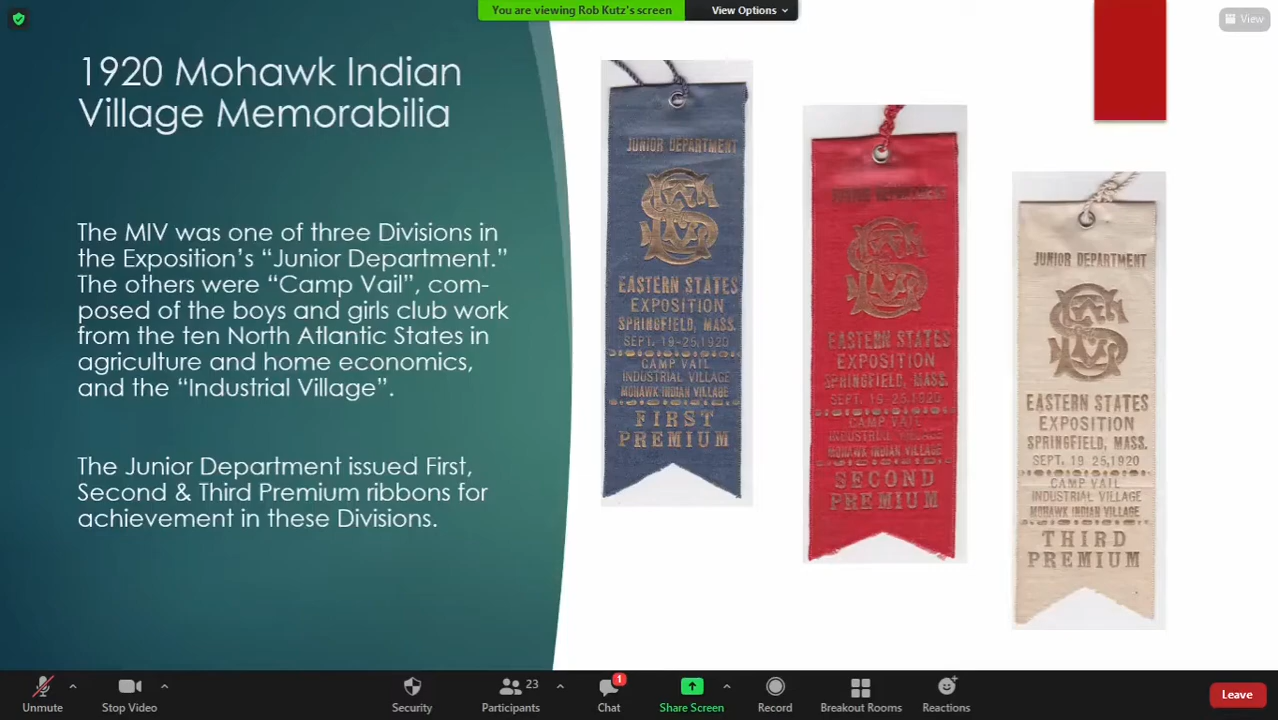 You are viewing Rob Kutz's screen
View Options
View
1920 Mohawk Indian
Village Memorabilia
The MIV was one of three Divisions in
the Exposition's "Junior Department."
The others were "Camp Vail", com-
posed of the boys and girls club work
from the ten North Atlantic States in
agriculture and home economics,
and the "Industrial Village".
The Junior Department issued First,
Second & Third Premium ribbons for
achievement in these Divisions.
JUNIOR DEPARTMENT
EASTERN STATES
EXPOSITION
SPRINGFIELD, MASS.
SEPT. 19-25, 1920
CAMP VAIL
INDUSTRIAL VILLAGE
MOHAWK INDIAN VILLAGE
FIRST
PREMIUM
JUNIOR DEPARTMENT
EASTERN STATES
EXPOSITION
SPRINGFIELD, MASS.
SEPT. 19-25, 1920
CAMP VAIL
INDUSTRIAL VILLAGE
MOHAWK INDIAN VILLAGE
SECOND
PREMIUM
JUNIOR DEPARTMENT
EASTERN STATES
EXPOSITION
SPRINGFIELD, MASS.
SEPT. 19-25, 1920
CAMP VAIL
INDUSTRIAL VILLAGE
MOHAWK INDIAN VILLAGE
THIRD
PREMIUM
Unmute
Stop Video
Security
23
Participants
1
Chat
Share Screen
Record
Breakout Rooms
Reactions
Leave